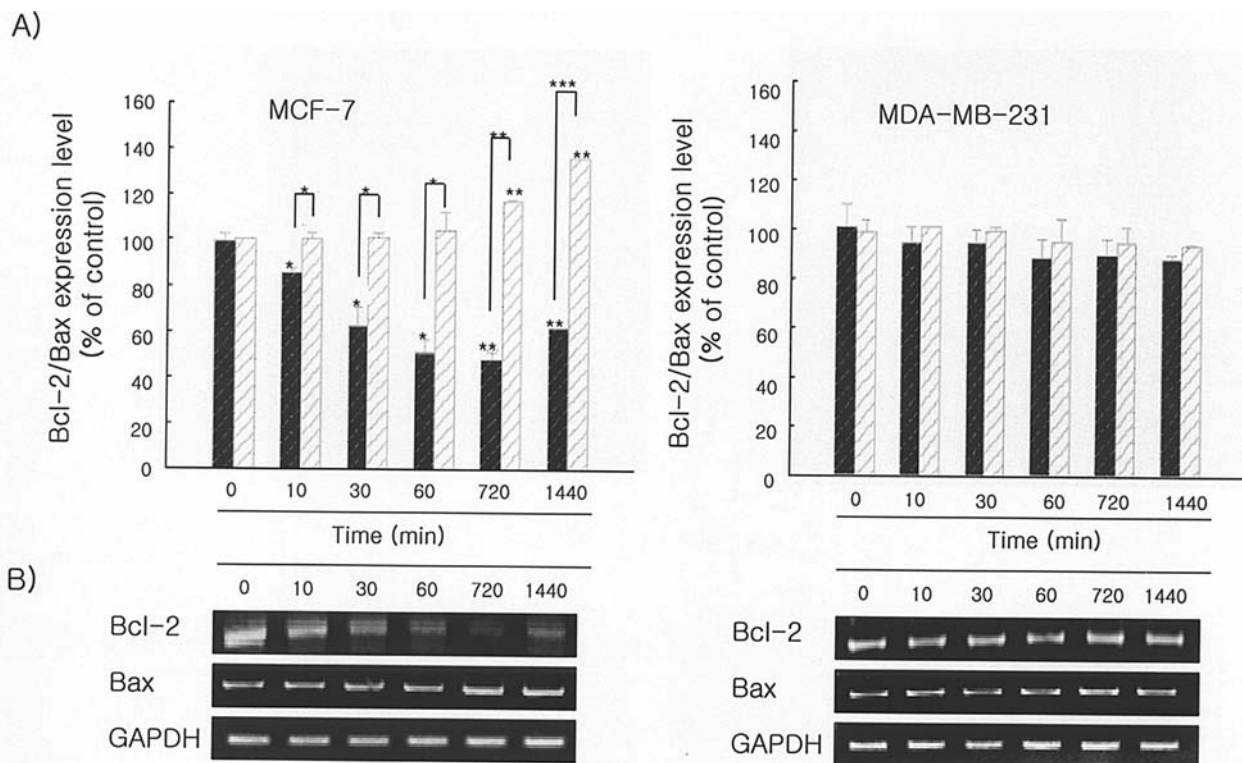 A)
MCF-7
Bcl-2/Bax expression level
(% of control)
160
140
120
100
80
60
40
20
0
*
*
*
**
***
*
*
*
**
**
**
**
0 10 30 60 720 1440
Time (min)
MDA-MB-231
Bcl-2/Bax expression level
(% of control)
160
140
120
100
80
60
40
20
0
0 10 30 60 720 1440
Time (min)
B)
0 10 30 60 720 1440
Bcl-2
Bax
GAPDH
0 10 30 60 720 1440
Bcl-2
Bax
GAPDH